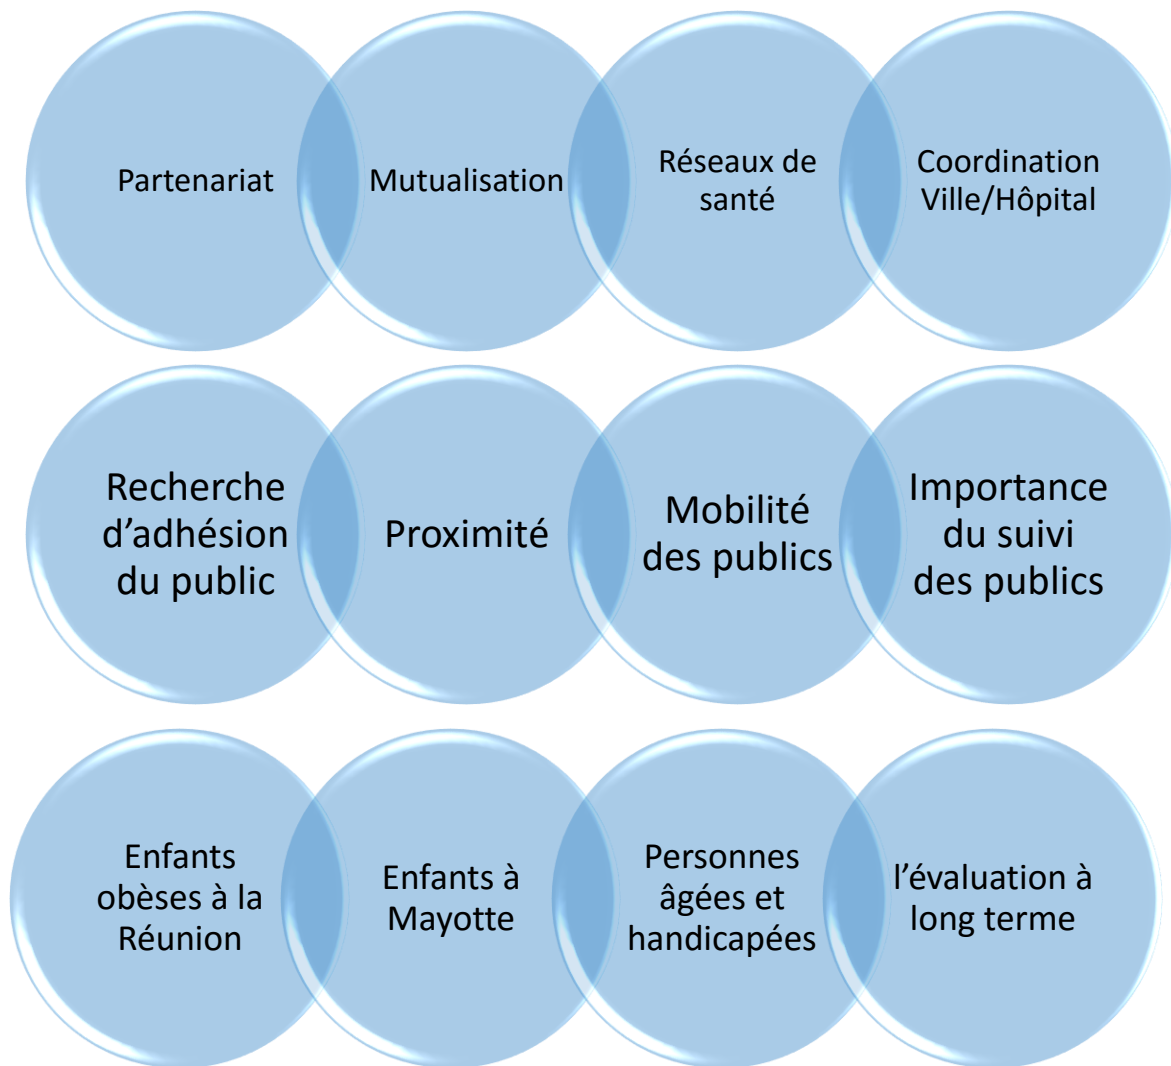 Partenariat
Mutualisation
Réseaux de
santé
Coordination
Ville/Hôpital
Recherche
d’adhésion
du public
Proximité
Mobilité
des publics
Importance
du suivi
des publics
Enfants
obèses à la
Réunion
Enfants à
Mayotte
Personnes
âgées et
handicapées
l’évaluation à
long terme